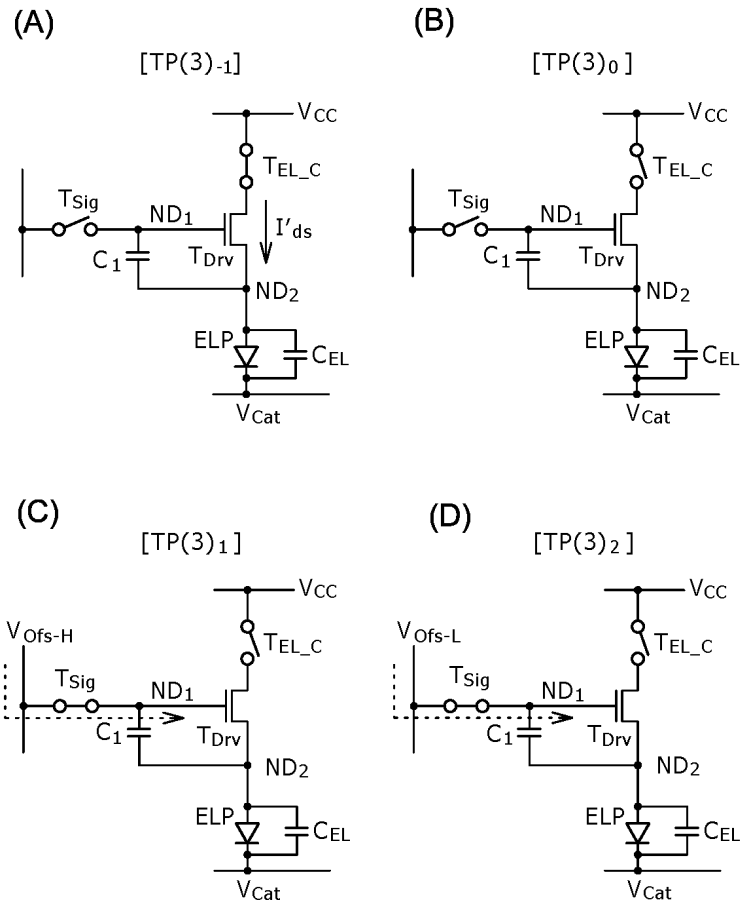 (A)
[TP(3)-1]
VCC
TEL_C
TSig
ND1
I'ds
C1
TDrv
ND2
ELP
CEL
VCat
(B)
[TP(3)0]
VCC
TEL_C
TSig
ND1
C1
TDrv
ND2
ELP
CEL
VCat
(C)
[TP(3)1]
VCC
VOfs-H
TEL_C
TSig
ND1
C1
TDrv
ND2
ELP
CEL
VCat
(D)
[TP(3)2]
VCC
VOfs-L
TEL_C
TSig
ND1
C1
TDrv
ND2
ELP
CEL
VCat